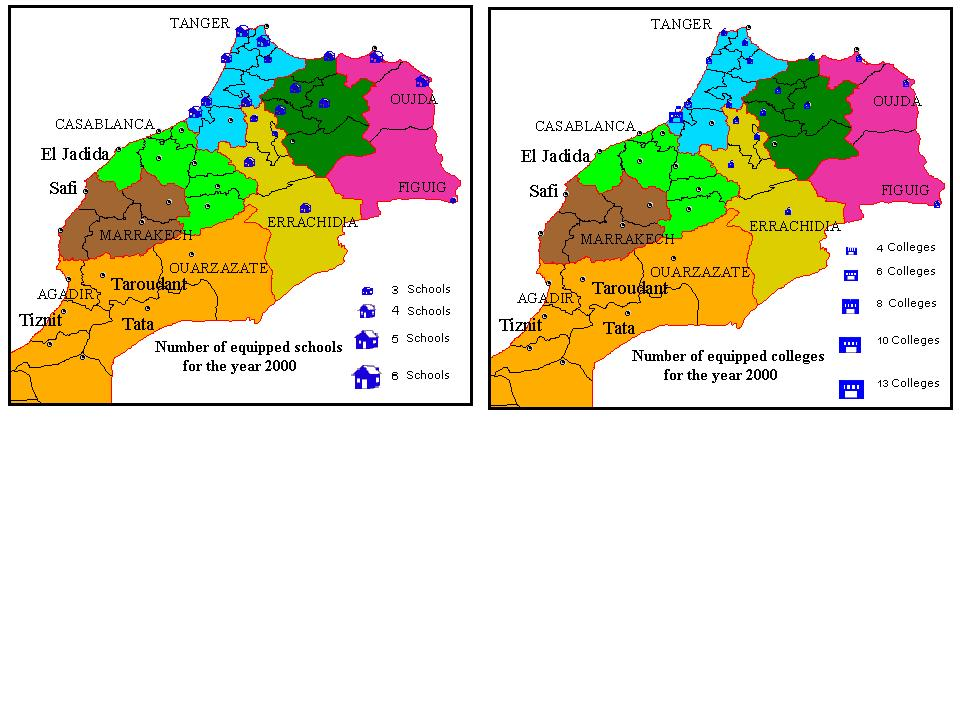 TANGER
OUJDA
CASABLANCA
El Jadida
Safi
FIGUIG
ERRACHIDIA
MARRAKECH
OUARZAZATE
Taroudant
AGADIR
Tiznit
Tata
3 Schools
4 Schools
5 Schools
6 Schools
Number of equipped schools
for the year 2000
TANGER
OUJDA
CASABLANCA
El Jadida
Safi
FIGUIG
ERRACHIDIA
MARRAKECH
OUARZAZATE
Taroudant
AGADIR
Tiznit
Tata
4 Colleges
6 Colleges
8 Colleges
10 Colleges
13 Colleges
Number of equipped colleges
for the year 2000